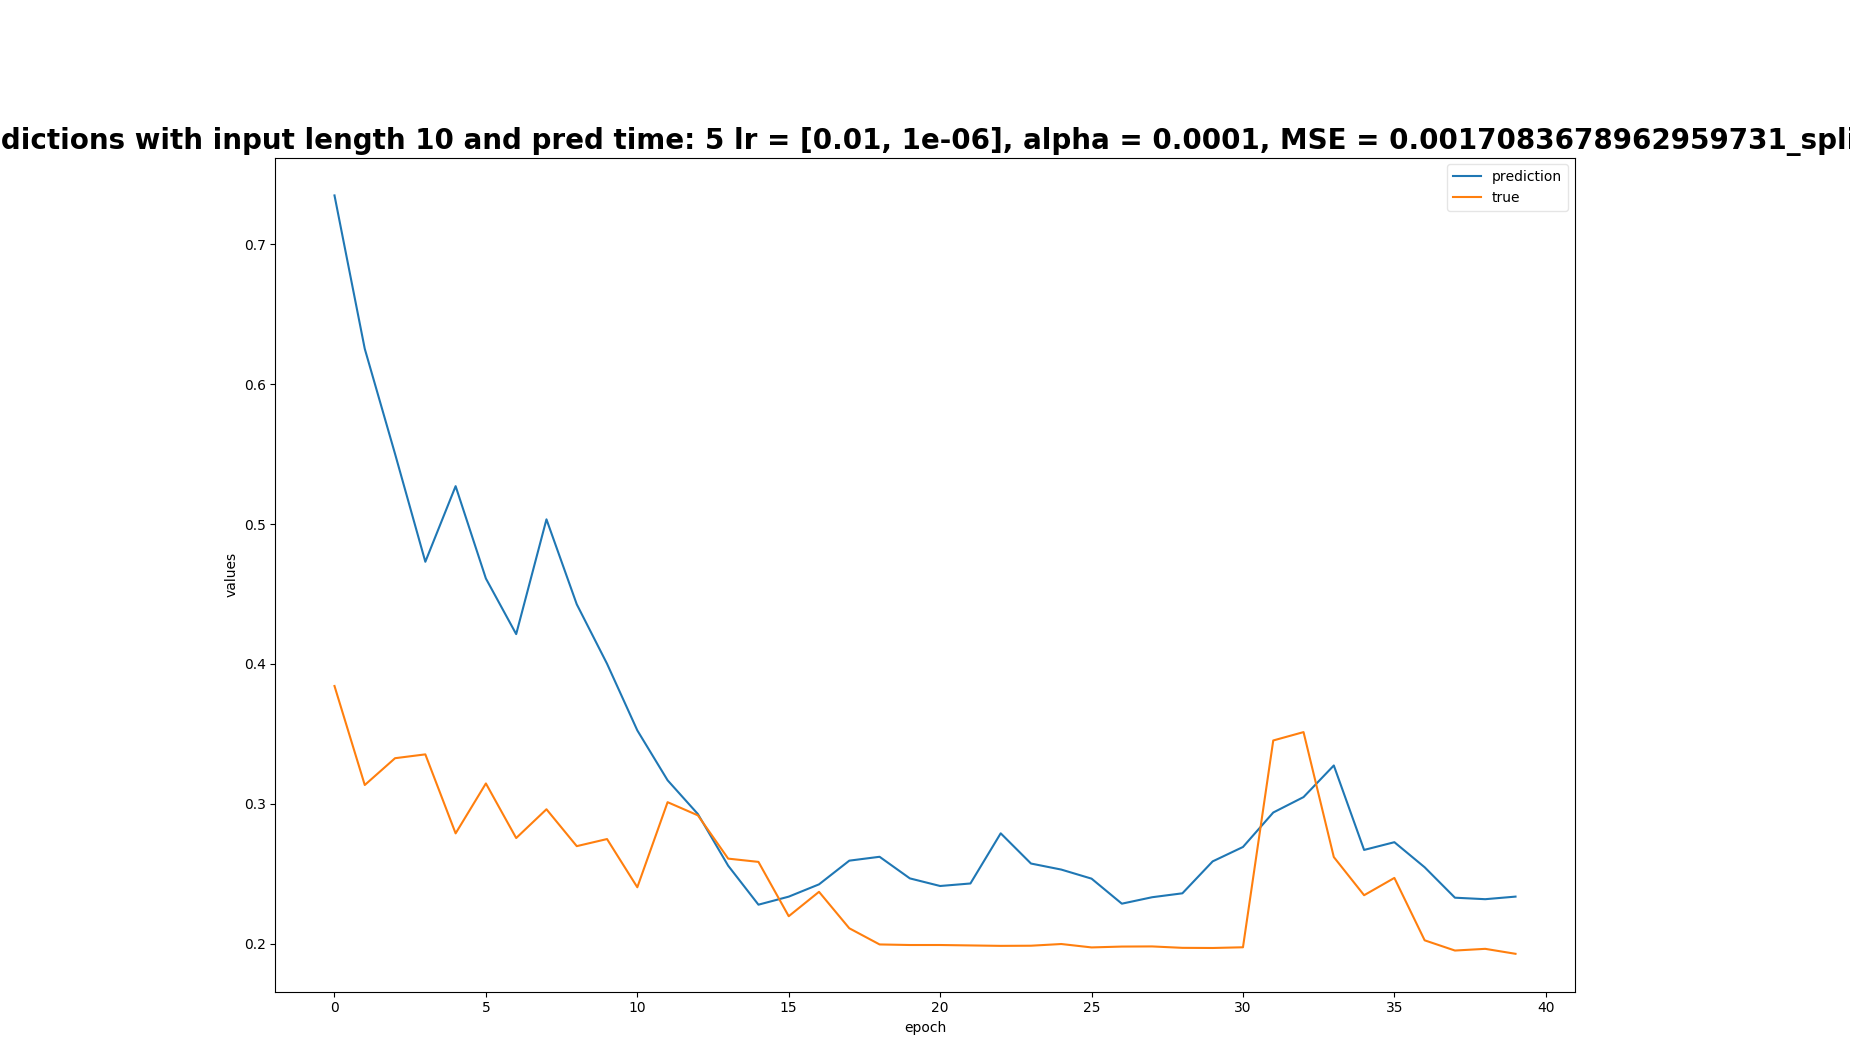 dictions with input length 10 and pred time: 5 lr = [0.01, 1e-06], alpha = 0.0001, MSE = 0.0017083678962959731_spli
prediction
true
0.7
0.6
0.5
0.4
0.3
0.2
values
0 5 10 15 20 25 30 35 40
epoch